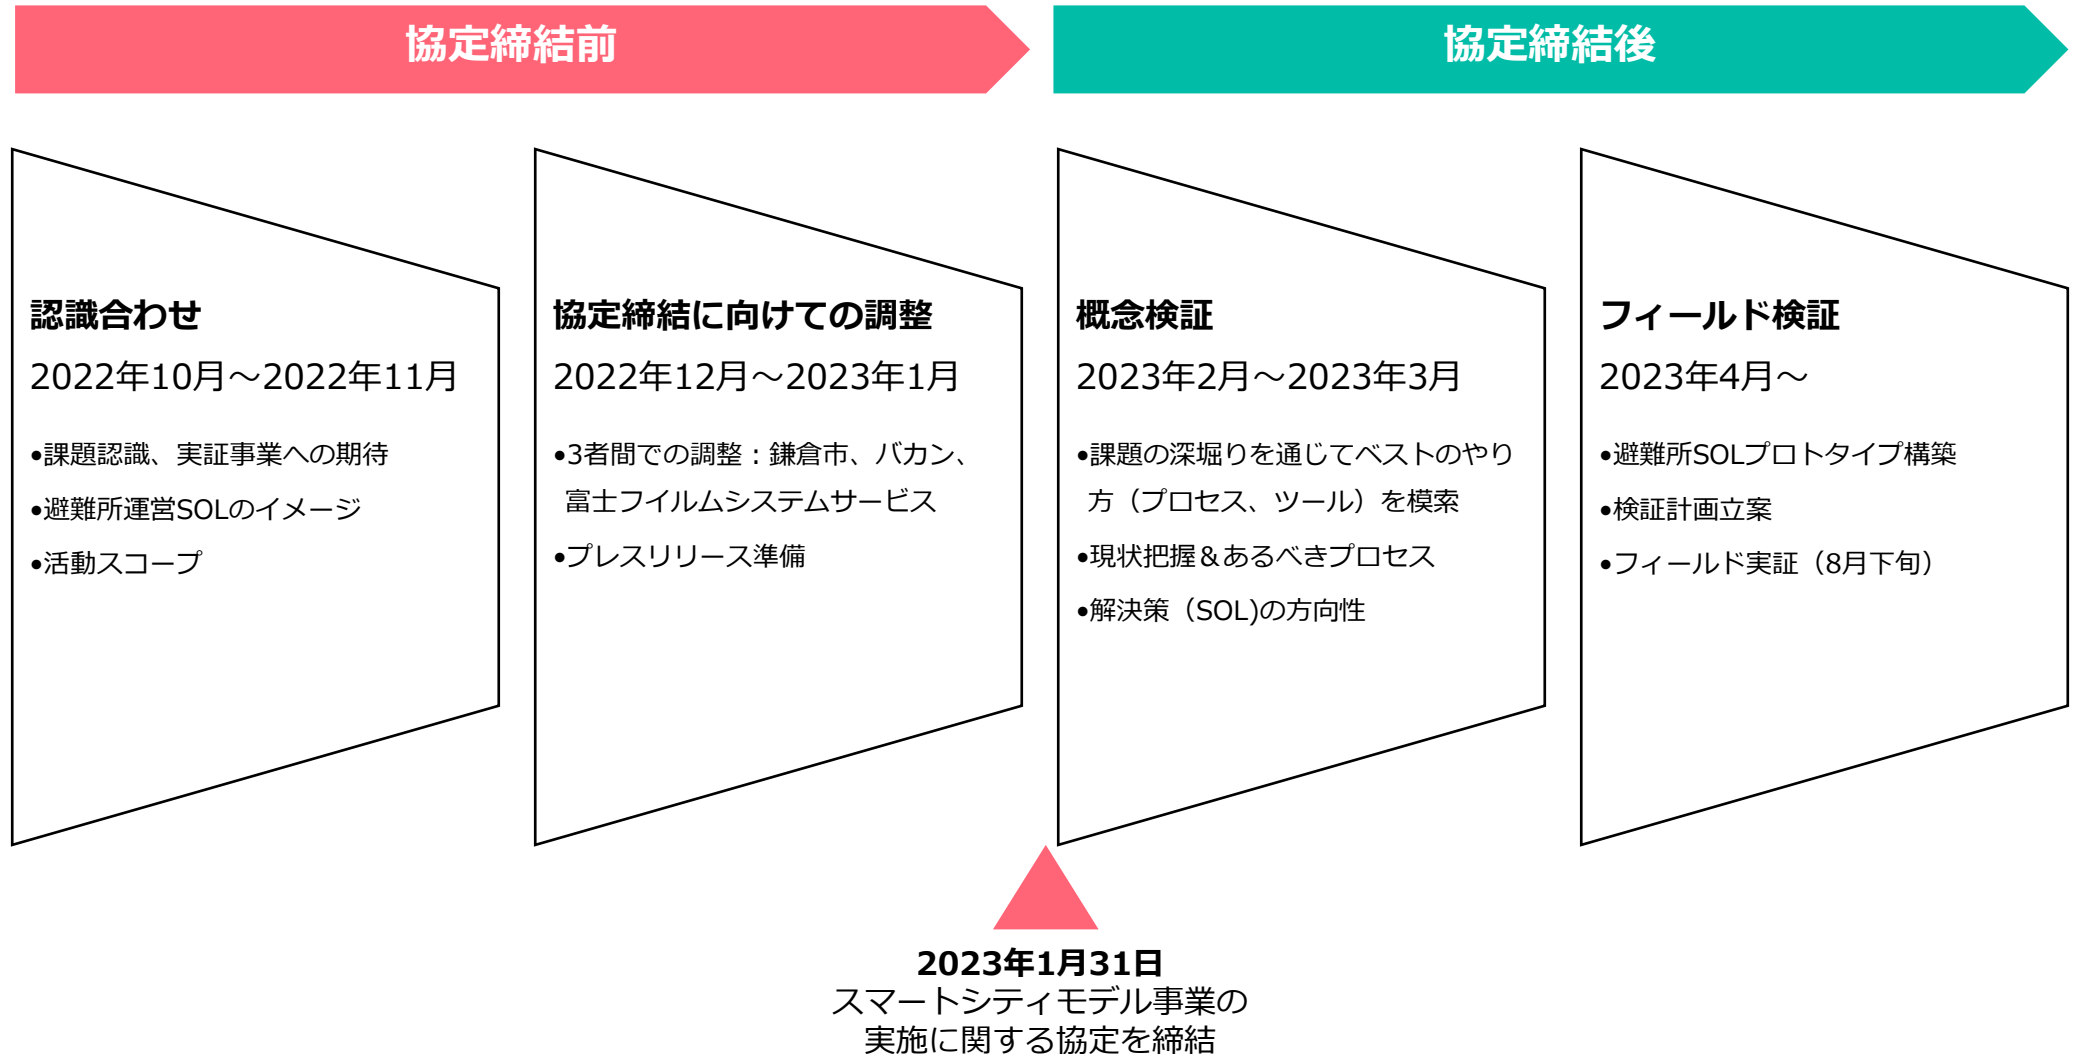 協定締結前
協定締結後
認識合わせ
2022年10月～2022年11月
•課題認識、実証事業への期待
•避難所運営SOLのイメージ
•活動スコープ
協定締結に向けての調整
2022年12月～2023年1月
•3者間での調整：鎌倉市、バカン、
富士フイルムシステムサービス
•プレスリリース準備
概念検証
2023年2月～2023年3月
•課題の深堀りを通じてベストのやり
方（プロセス、ツール）を模索
•現状把握＆あるべきプロセス
•解決策（SOL)の方向性
フィールド検証
2023年4月～
•避難所SOLプロトタイプ構築
•検証計画立案
•フィールド実証（8月下旬）
2023年1月31日
スマートシティモデル事業の
実施に関する協定を締結